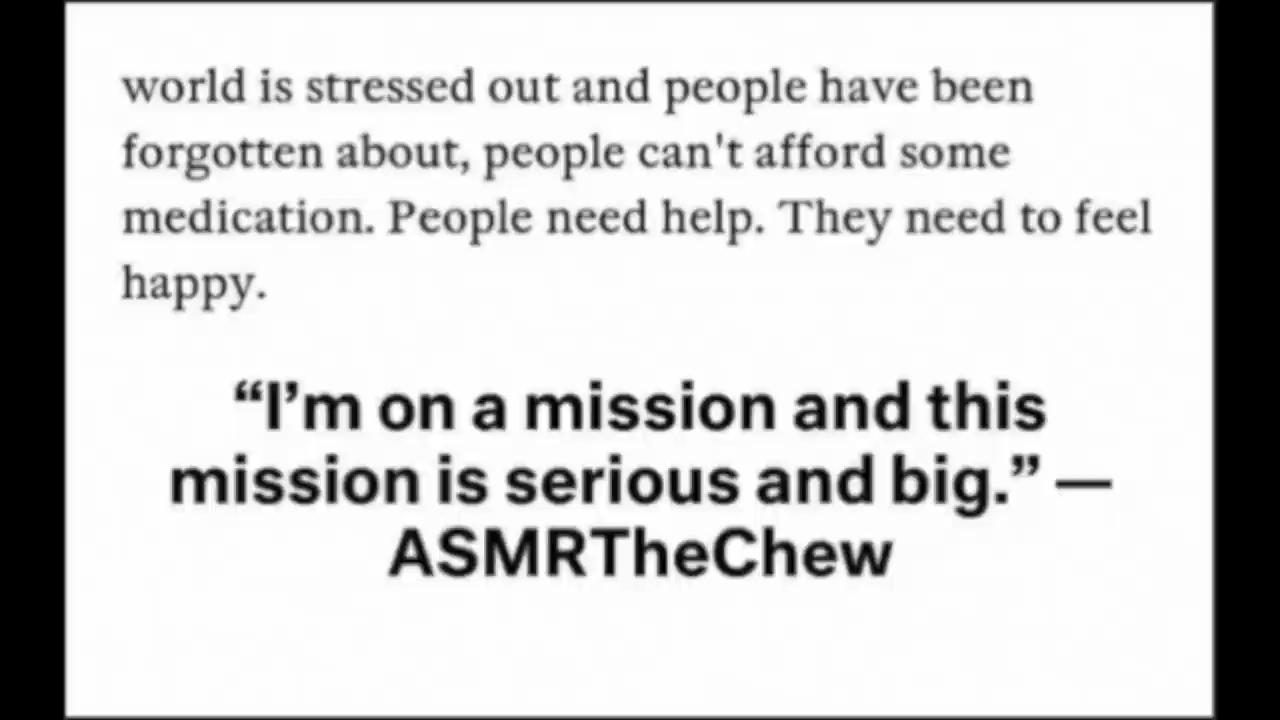 world is stressed out and people have been
forgotten about, people can't afford some
medication. People need help. They need to feel
happy.
“I’m on a mission and this
mission is serious and big.” —
ASMRTheChew